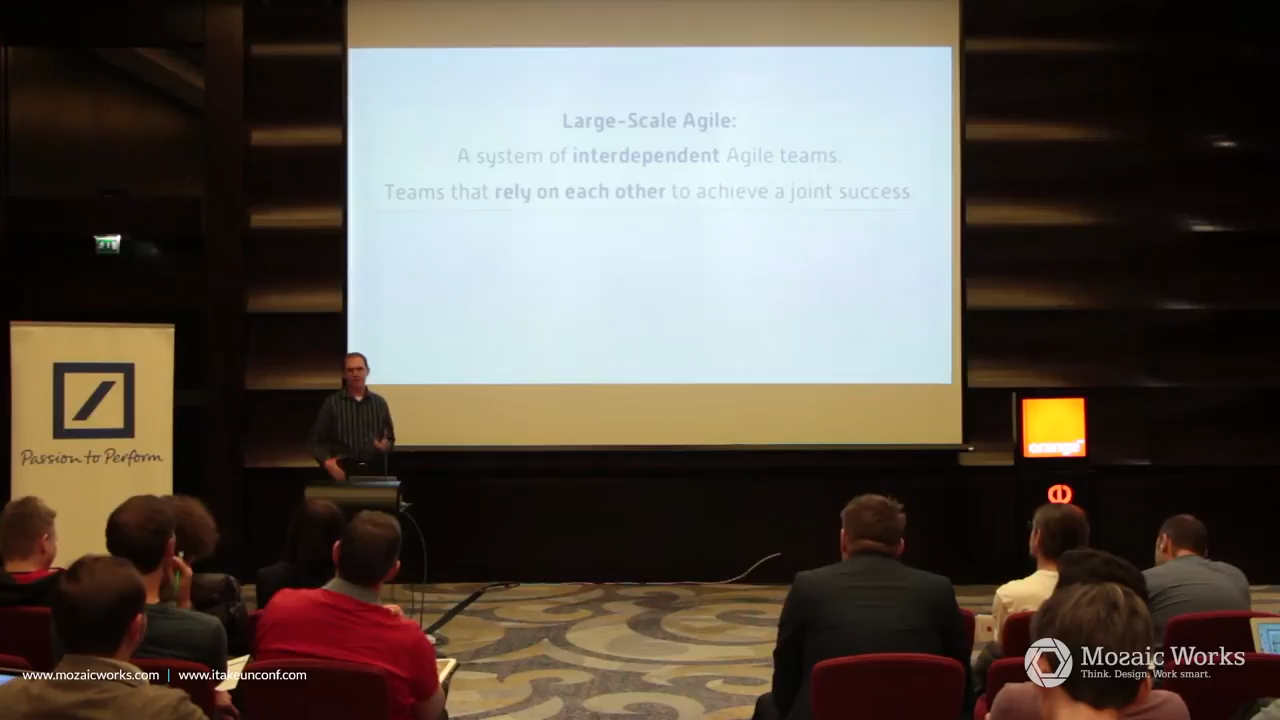 Large-Scale Agile:
A system of interdependent Agile teams.
Teams that rely on each other to achieve a joint success.
Passion to Perform
orange™
www.mozaicworks.com | www.itakeunconf.com
Mozaic Works
Think. Design. Work smart.